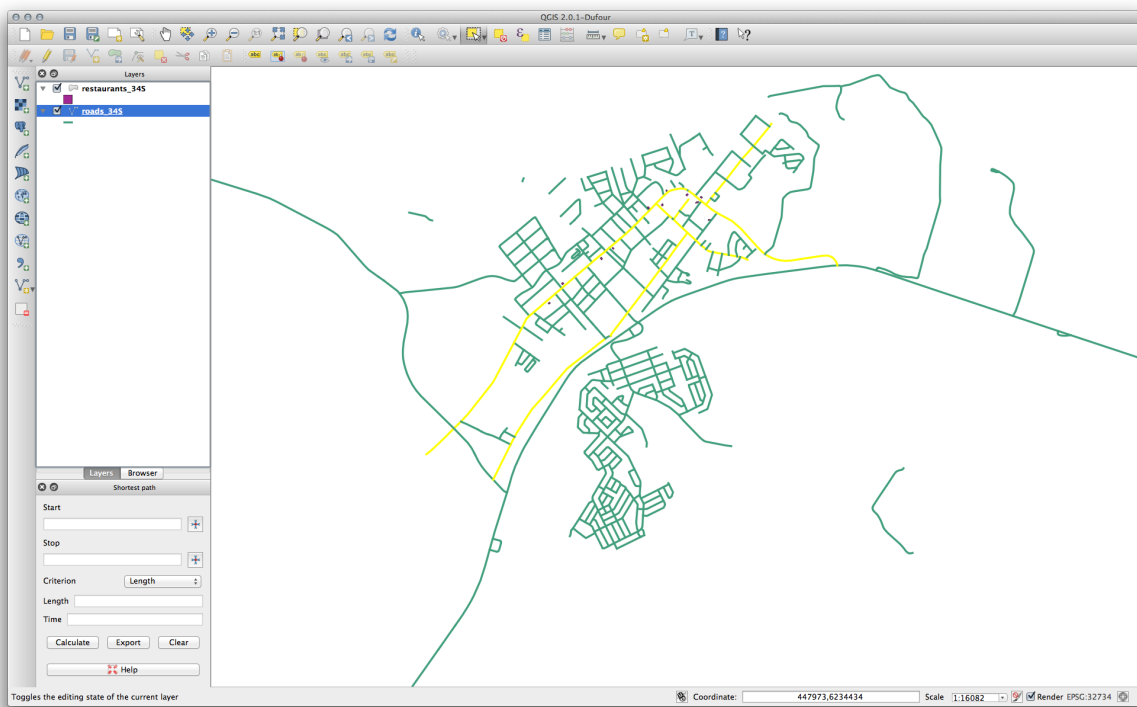 QGIS 2.0.1-Dufour
abc
Layers
restaurants_34S
roads_34S
Layers Browser
Shortest path
Start
Stop
Criterion Length
Length
Time
Calculate Export Clear
Help
Toggles the editing state of the current layer Coordinate: 447973,6234434 Scale 1:16082 Render EPSG:32734